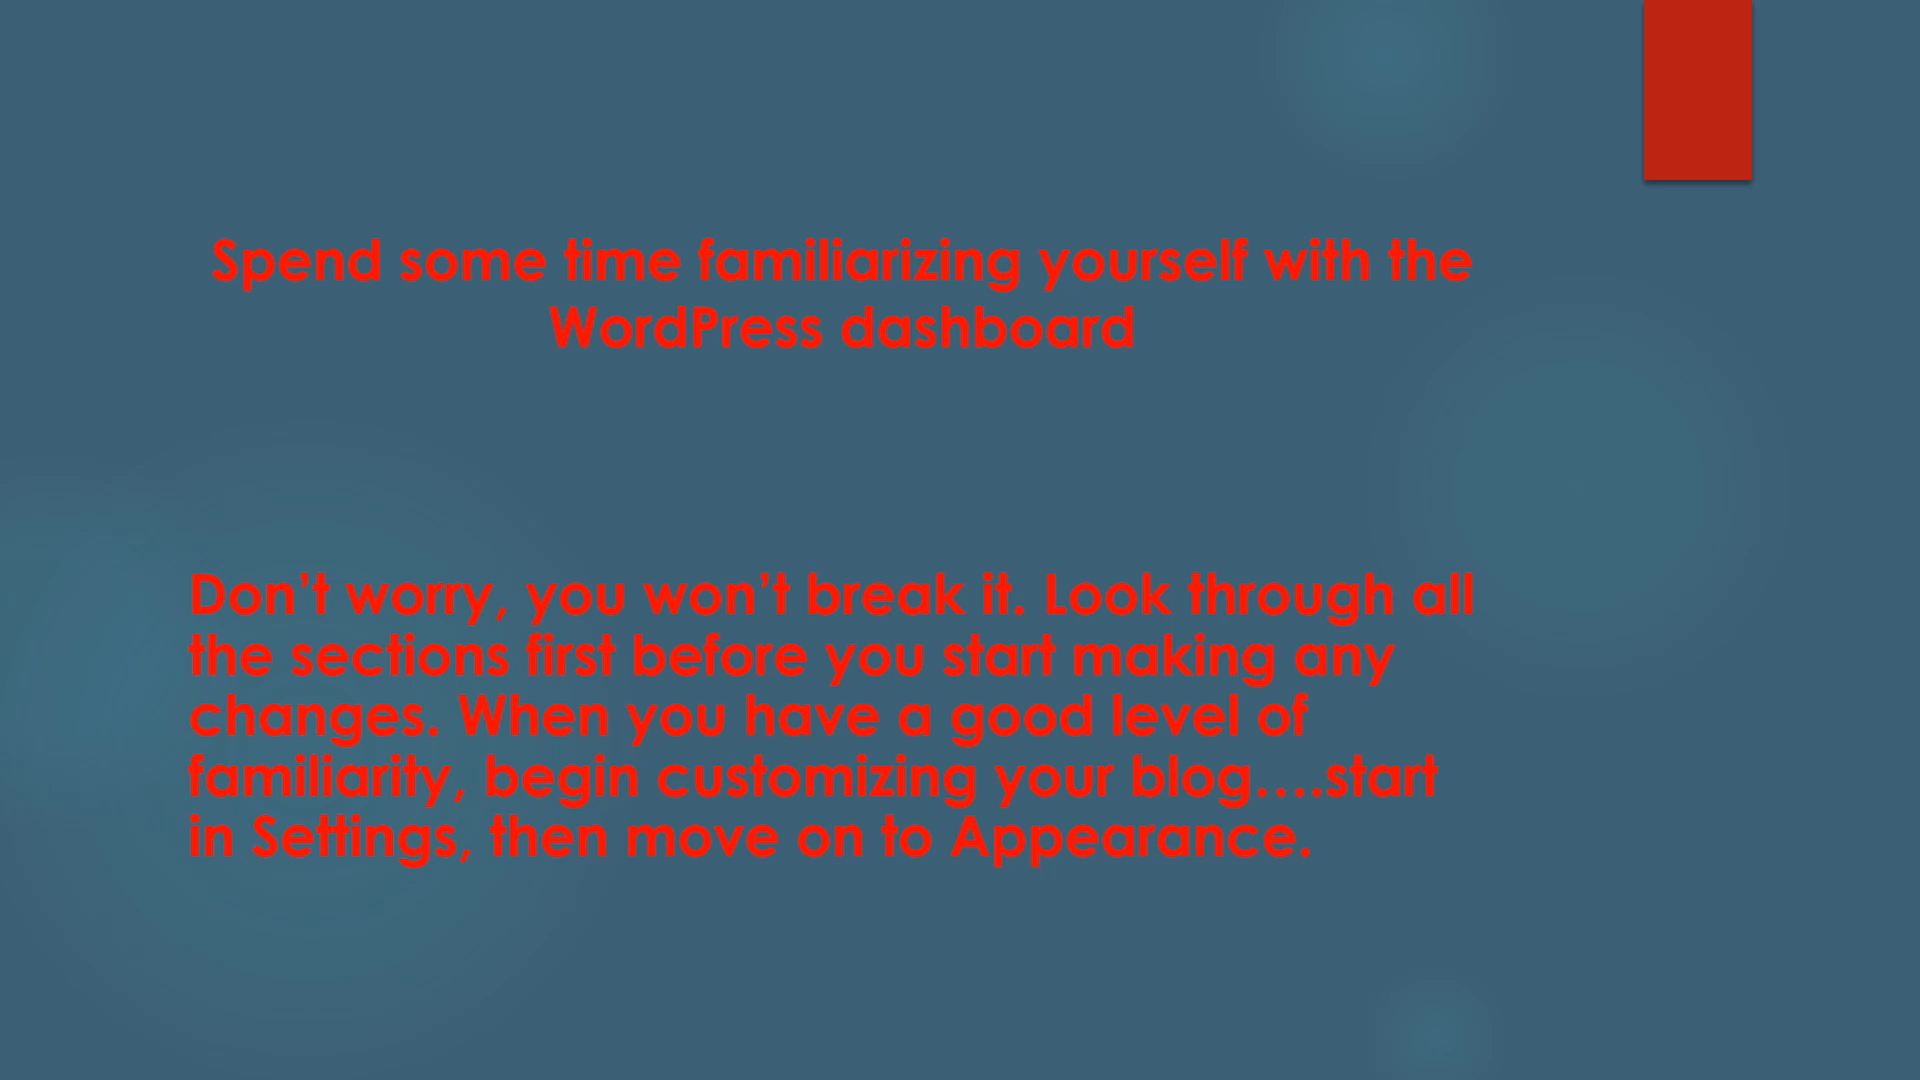 Spend some time familiarizing yourself with the
WordPress dashboard
Don’t worry, you won’t break it. Look through all
the sections first before you start making any
changes. When you have a good level of
familiarity, begin customizing your blog….start
in Settings, then move on to Appearance.